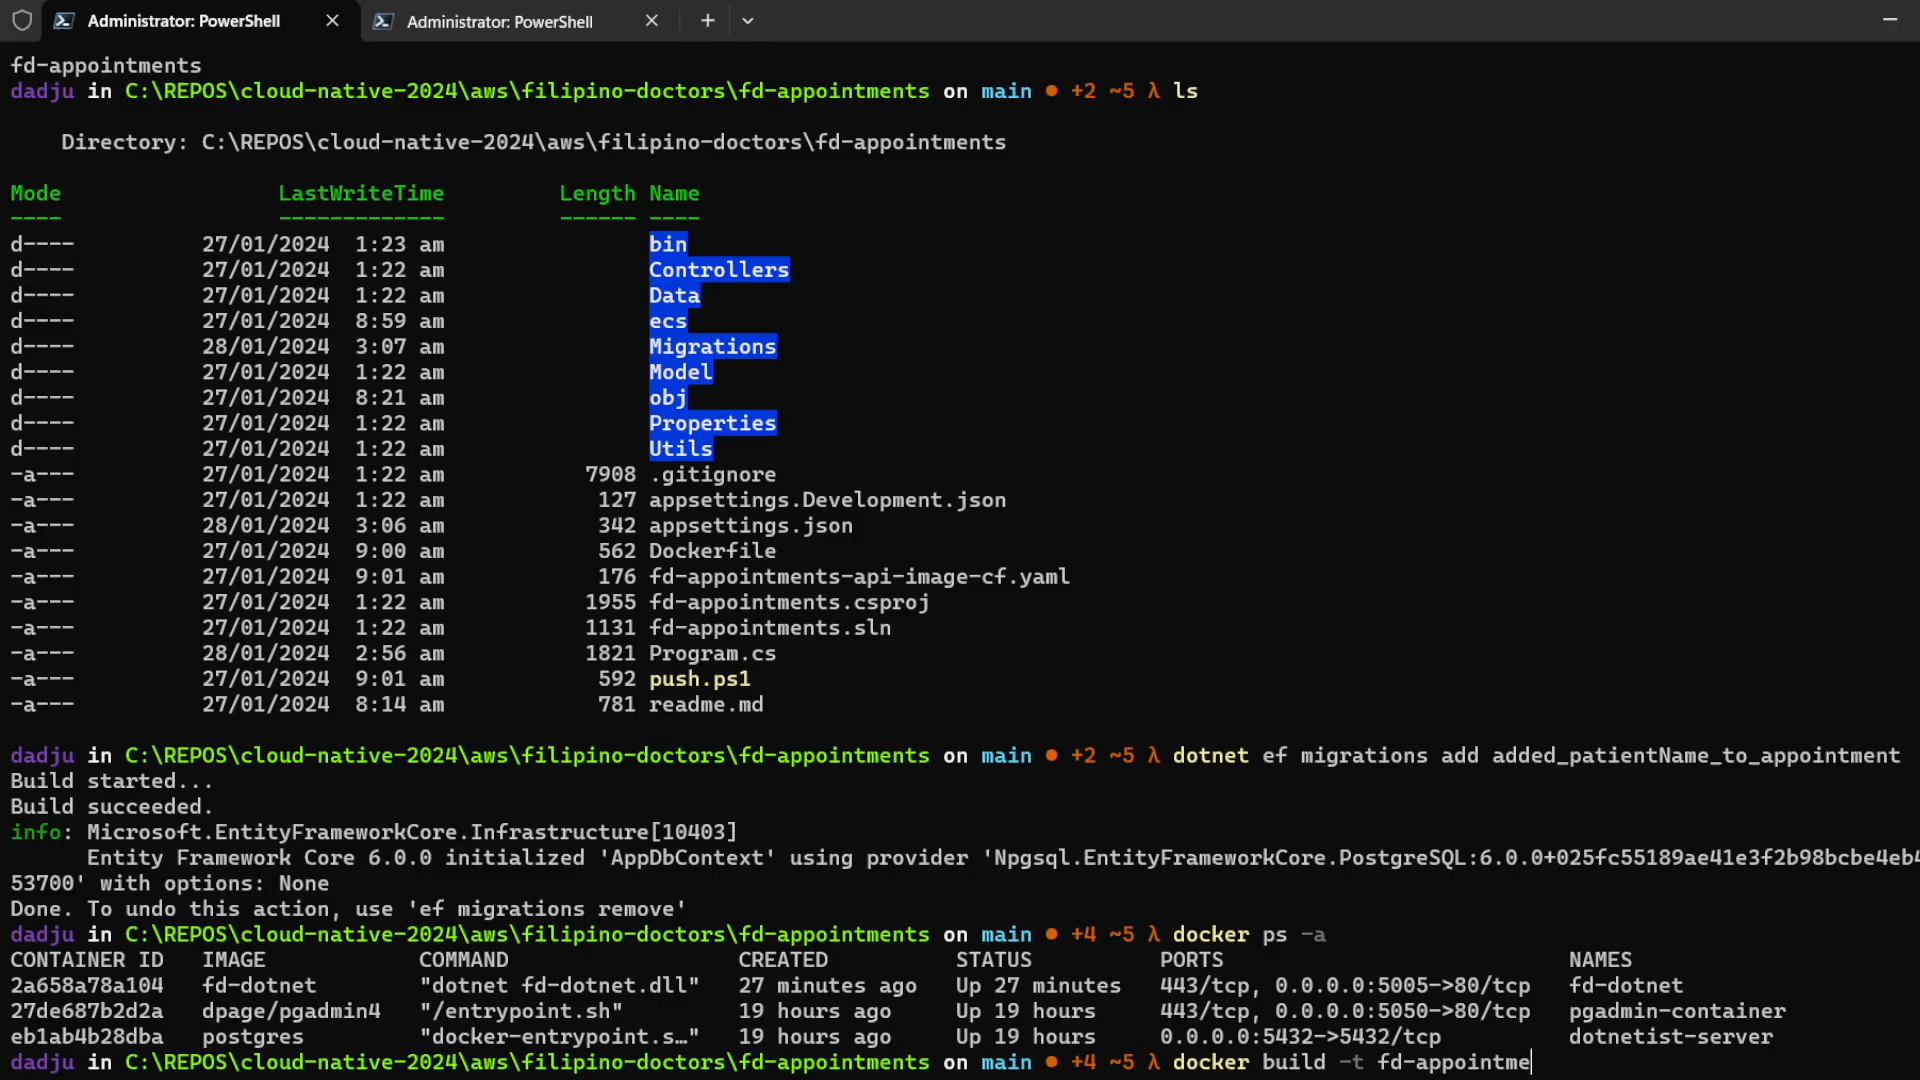 Administrator: PowerShell
Administrator: PowerShell
fd-appointments
dadju in C:\REPOS\cloud-native-2024\aws\filipino-doctors\fd-appointments on main ● +2 ~5 λ ls
Directory: C:\REPOS\cloud-native-2024\aws\filipino-doctors\fd-appointments
Mode LastWriteTime Length Name
---- ------------- ------ ----
d---- 27/01/2024 1:23 am bin
d---- 27/01/2024 1:22 am Controllers
d---- 27/01/2024 1:22 am Data
d---- 27/01/2024 8:59 am ecs
d---- 28/01/2024 3:07 am Migrations
d---- 27/01/2024 1:22 am Model
d---- 27/01/2024 8:21 am obj
d---- 27/01/2024 1:22 am Properties
d---- 27/01/2024 1:22 am Utils
-a--- 27/01/2024 1:22 am 7908 .gitignore
-a--- 27/01/2024 1:22 am 127 appsettings.Development.json
-a--- 28/01/2024 3:06 am 342 appsettings.json
-a--- 27/01/2024 9:00 am 562 Dockerfile
-a--- 27/01/2024 9:01 am 176 fd-appointments-api-image-cf.yaml
-a--- 27/01/2024 1:22 am 1955 fd-appointments.csproj
-a--- 27/01/2024 1:22 am 1131 fd-appointments.sln
-a--- 28/01/2024 2:56 am 1821 Program.cs
-a--- 27/01/2024 9:01 am 592 push.ps1
-a--- 27/01/2024 8:14 am 781 readme.md
dadju in C:\REPOS\cloud-native-2024\aws\filipino-doctors\fd-appointments on main ● +2 ~5 λ dotnet ef migrations add added_patientName_to_appointment
Build started...
Build succeeded.
info: Microsoft.EntityFrameworkCore.Infrastructure[10403]
Entity Framework Core 6.0.0 initialized 'AppDbContext' using provider 'Npgsql.EntityFrameworkCore.PostgreSQL:6.0.0+025fc55189ae41e3f2b98bcbe4eb4
53700' with options: None
Done. To undo this action, use 'ef migrations remove'
dadju in C:\REPOS\cloud-native-2024\aws\filipino-doctors\fd-appointments on main ● +4 ~5 λ docker ps -a
CONTAINER ID IMAGE COMMAND CREATED STATUS PORTS NAMES
2a658a78a104 fd-dotnet "dotnet fd-dotnet.dll" 27 minutes ago Up 27 minutes 443/tcp, 0.0.0.0:5005->80/tcp fd-dotnet
27de687b2d2a dpage/pgadmin4 "/entrypoint.sh" 19 hours ago Up 19 hours 443/tcp, 0.0.0.0:5050->80/tcp pgadmin-container
eb1ab4b28dba postgres "docker-entrypoint.s…" 19 hours ago Up 19 hours 0.0.0.0:5432->5432/tcp dotnetist-server
dadju in C:\REPOS\cloud-native-2024\aws\filipino-doctors\fd-appointments on main ● +4 ~5 λ docker build -t fd-appointme